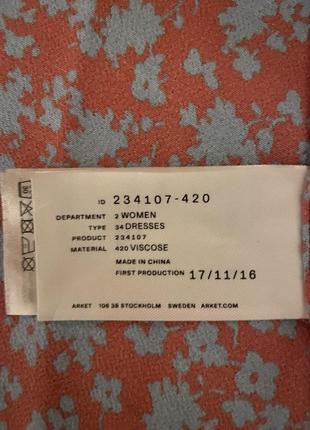 ID 234107-420
DEPARTMENT 2 WOMEN
TYPE 34 DRESSES
PRODUCT 234107
MATERIAL 420 VISCOSE
MADE IN CHINA
FIRST PRODUCTION 17/11/16
ARKET 106 38 STOCKHOLM SWEDEN ARKET.COM
30